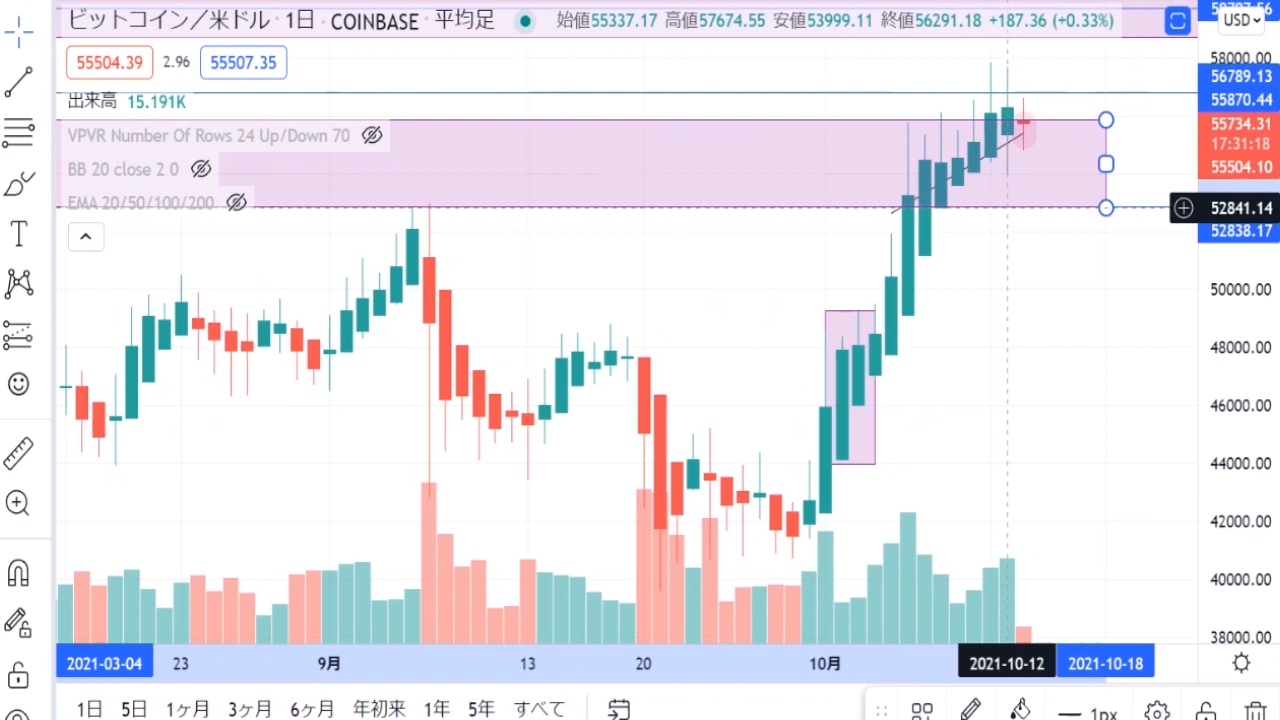 ビットコイン／米ドル · 1日 · COINBASE · 平均足 始値55337.17 高値57674.55 安値53999.11 終値56291.18 +187.36 (+0.33%)
USD
55504.39 2.96 55507.35
58000.00
56789.13
出来高 15.191K
55870.44
55734.31
VPVR Number Of Rows 24 Up/Down 70
17:31:18
BB 20 close 2 0
55504.10
EMA 20/50/100/200
52841.14
52838.17
50000.00
48000.00
46000.00
44000.00
42000.00
40000.00
38000.00
2021-03-04 23 9月 13 20 10月 2021-10-12 2021-10-18
1日 5日 1ヶ月 3ヶ月 6ヶ月 年初来 1年 5年 すべて
1px